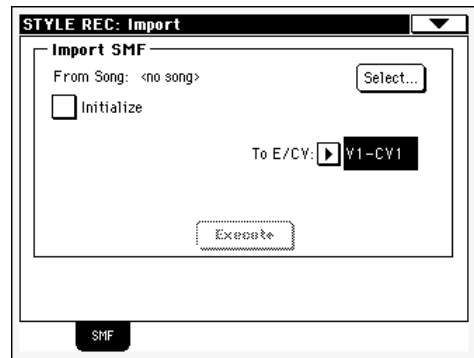 STYLE REC: Import
Import SMF
From Song: <no song>
Select...
Initialize
To E/CV:
V1-CV1
Execute
SMF